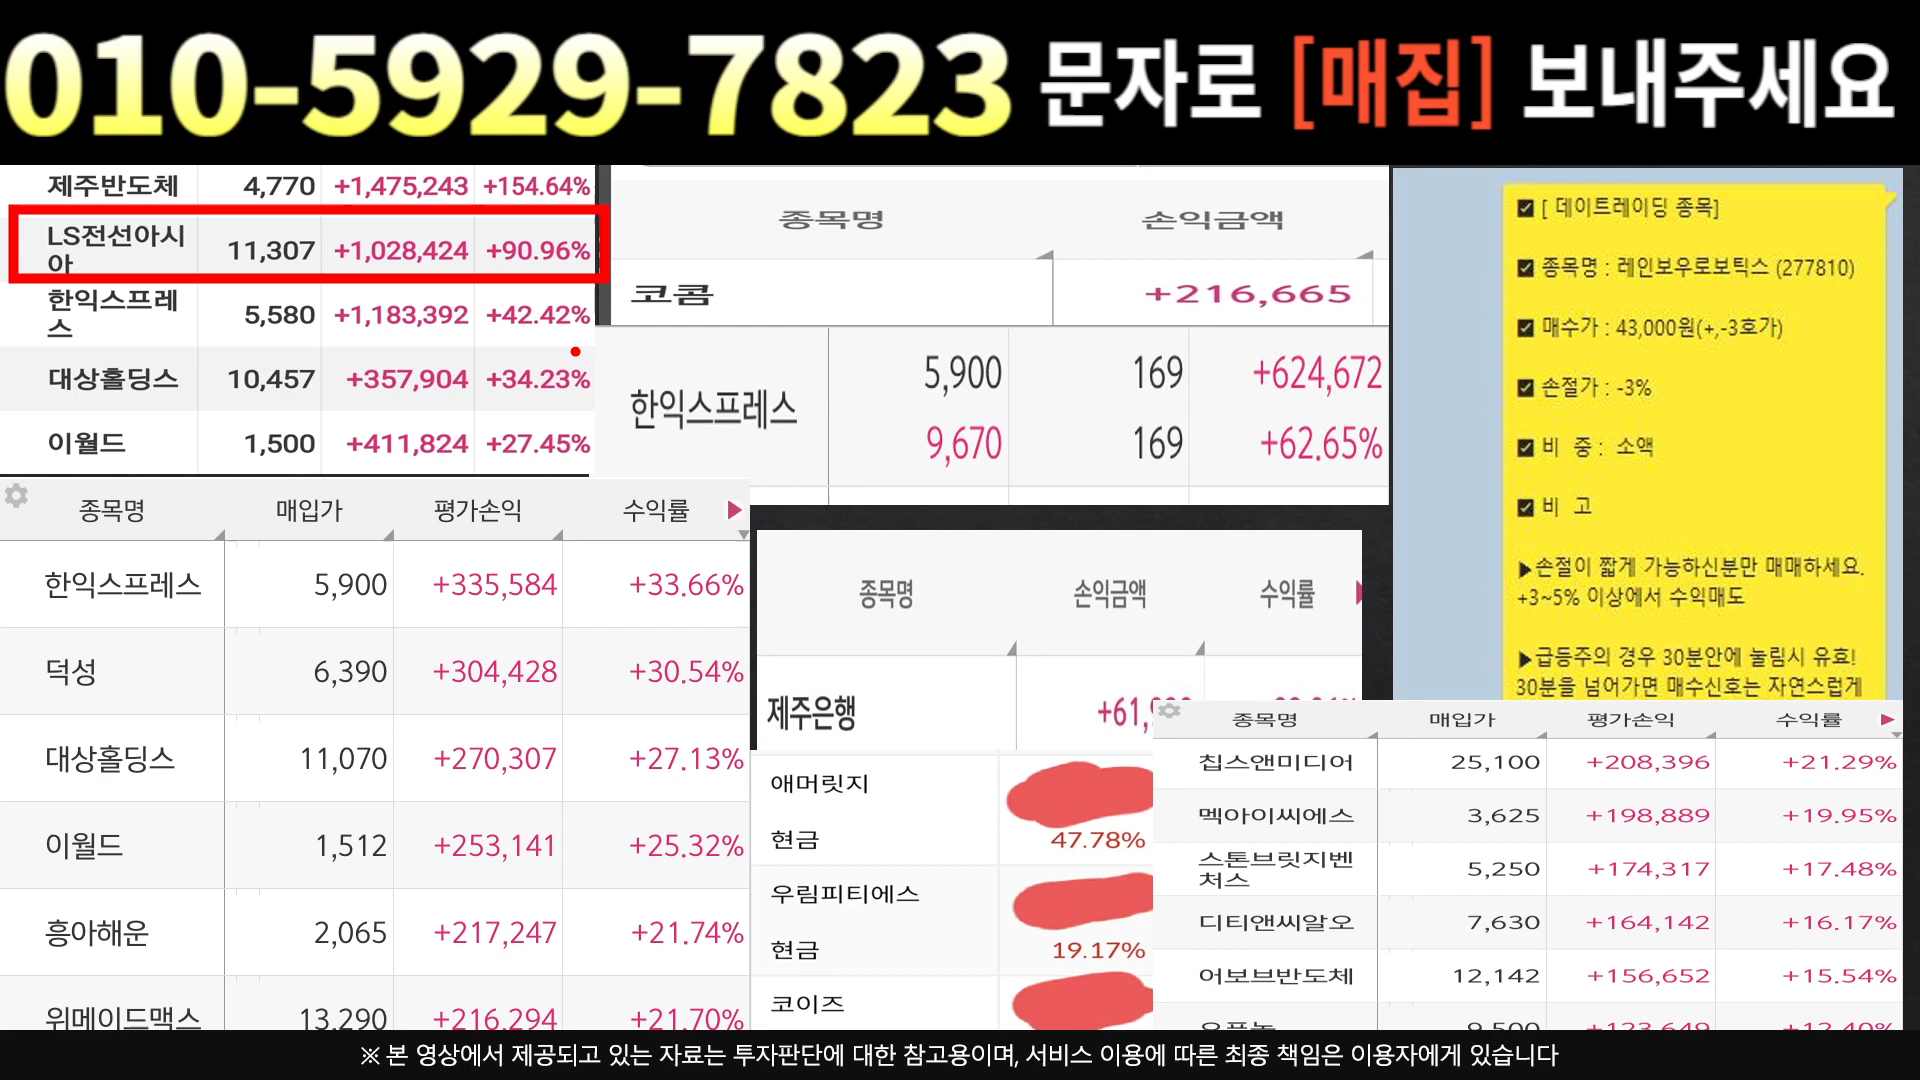 010-5929-7823 문자로 [매집] 보내주세요
제주반도체 4,770 +1,475,243 +154.64%
LS전선아시
아 11,307 +1,028,424 +90.96%
한익스프레
스 5,580 +1,183,392 +42.42%
대상홀딩스 10,457 +357,904 +34.23%
이월드 1,500 +411,824 +27.45%
종목명 손익금액
코콤 +216,665
한익스프레스 5,900 169 +624,672
9,670 169 +62.65%
☑ [ 데이트레이딩 종목]
☑ 종목명 : 레인보우로보틱스 (277810)
☑ 매수가 : 43,000원(+,-3호가)
☑ 손절가 : -3%
☑ 비 중 : 소액
☑ 비 고
▶손절이 짧게 가능하신분만 매매하세요.
+3~5% 이상에서 수익매도
▶급등주의 경우 30분안에 눌림시 유효!
30분을 넘어가면 매수신호는 자연스럽게
종목명 매입가 평가손익 수익률
한익스프레스 5,900 +335,584 +33.66%
덕성 6,390 +304,428 +30.54%
대상홀딩스 11,070 +270,307 +27.13%
이월드 1,512 +253,141 +25.32%
흥아해운 2,065 +217,247 +21.74%
위메이드맥스 13,290 +216,294 +21.70%
종목명 손익금액 수익률
제주은행 +61,
애머릿지
현금 47.78%
우림피티에스
현금 19.17%
코이즈
종목명 매입가 평가손익 수익률
칩스앤미디어 25,100 +208,396 +21.29%
멕아이씨에스 3,625 +198,889 +19.95%
스톤브릿지벤
처스 5,250 +174,317 +17.48%
디티앤씨알오 7,630 +164,142 +16.17%
어보브반도체 12,142 +156,652 +15.54%
9,500 +123,649 +12.40%
※ 본 영상에서 제공되고 있는 자료는 투자판단에 대한 참고용이며, 서비스 이용에 따른 최종 책임은 이용자에게 있습니다